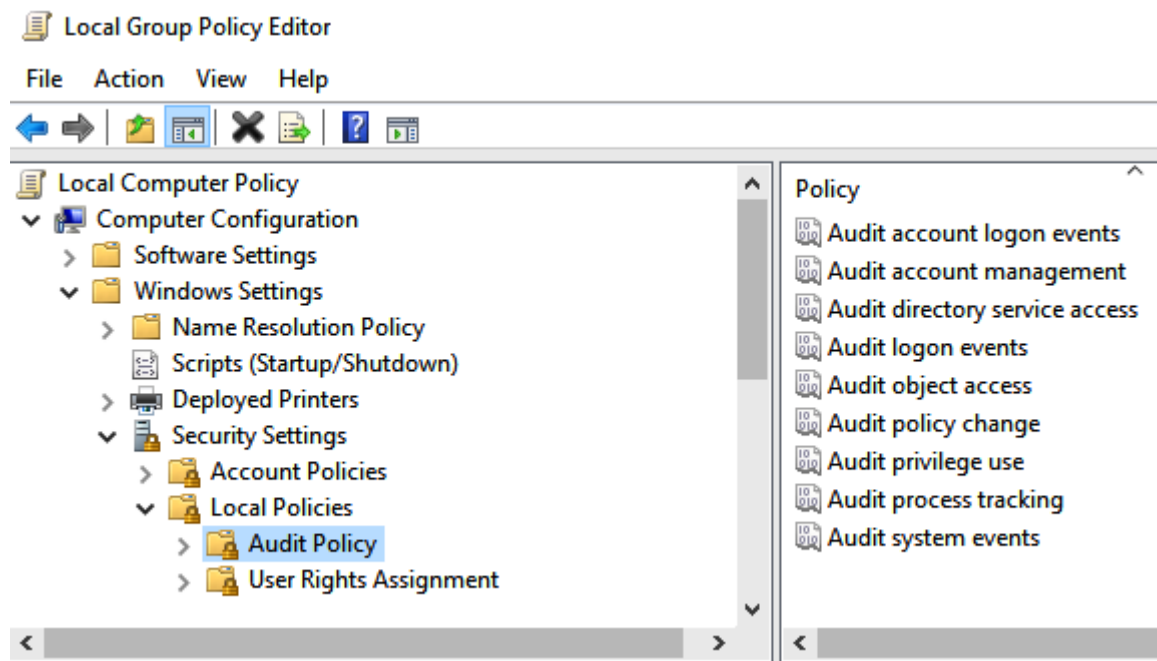 Local Group Policy Editor
File Action View Help
Local Computer Policy
Computer Configuration
Software Settings
Windows Settings
Name Resolution Policy
Scripts (Startup/Shutdown)
Deployed Printers
Security Settings
Account Policies
Local Policies
Audit Policy
User Rights Assignment
Policy
Audit account logon events
Audit account management
Audit directory service access
Audit logon events
Audit object access
Audit policy change
Audit privilege use
Audit process tracking
Audit system events